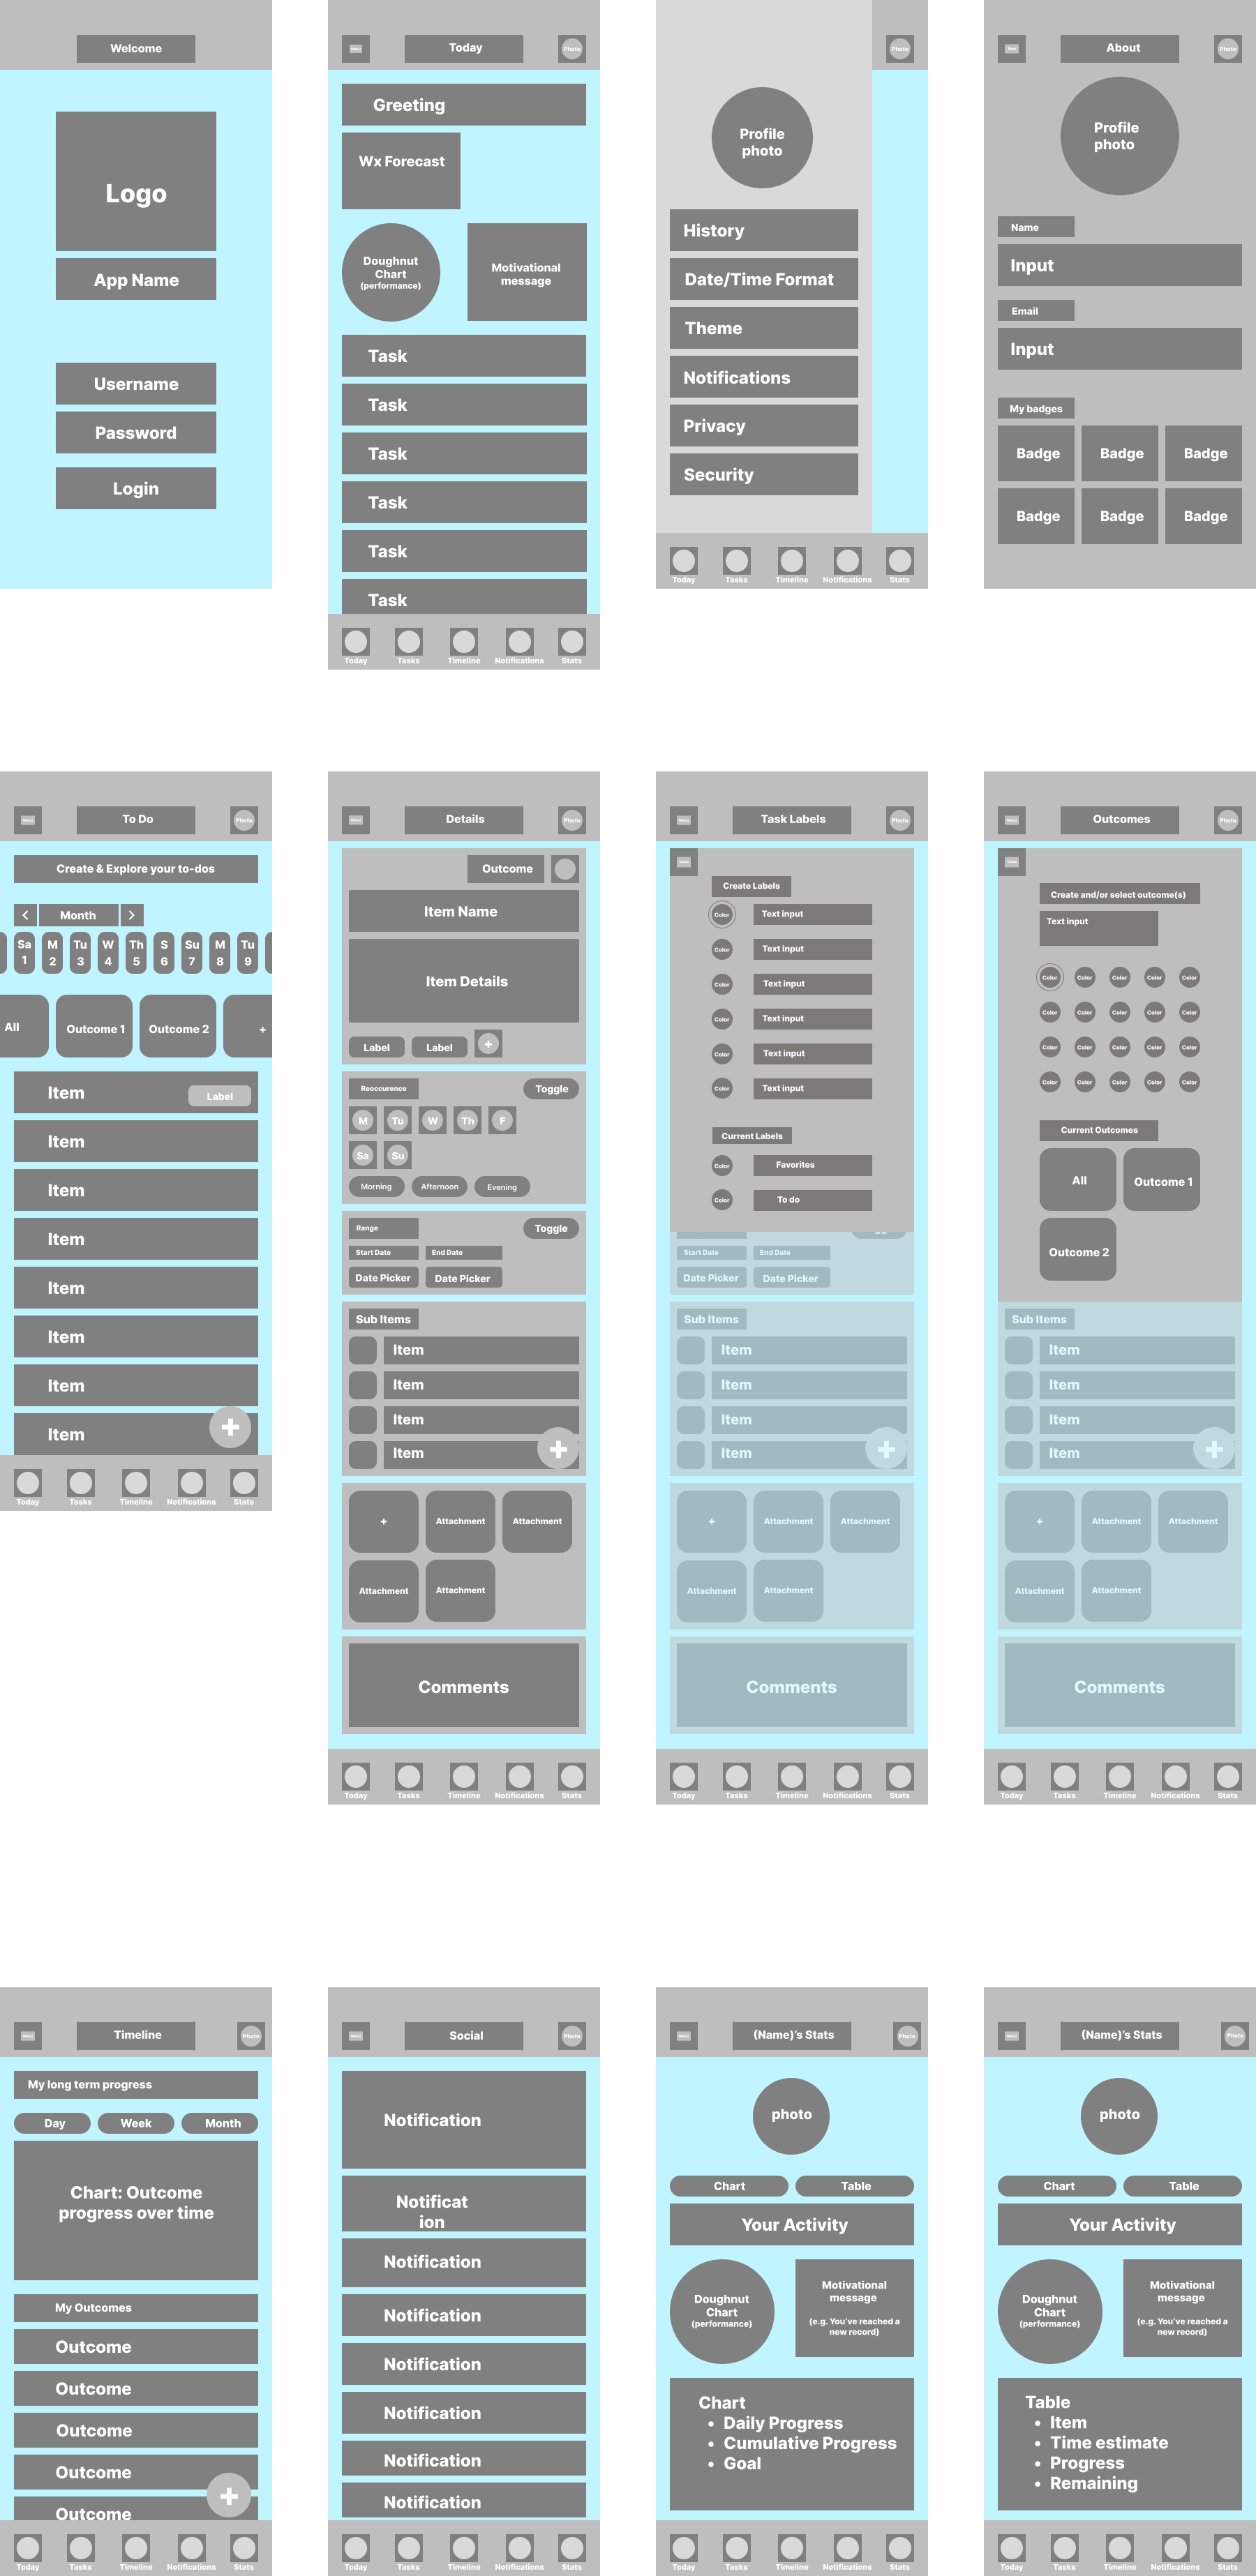 Welcome
Logo
App Name
Username
Password
Login
Today
Photo
Greeting
Wx Forecast
Doughnut
Chart
(performance)
Motivational
message
Task
Task
Task
Task
Task
Task
Today Tasks Timeline Notifications Stats
Photo
Profile
photo
History
Date/Time Format
Theme
Notifications
Privacy
Security
Today Tasks Timeline Notifications Stats
About
Photo
Profile
photo
Name
Input
Email
Input
My badges
Badge Badge Badge
Badge Badge Badge
To Do
Photo
Create & Explore your to-dos
< Month >
Sa M Tu W Th S Su M Tu
1 2 3 4 5 6 7 8 9
All Outcome 1 Outcome 2 +
Item Label
Item
Item
Item
Item
Item
Item
Item +
Today Tasks Timeline Notifications Stats
Details
Photo
Outcome
Item Name
Item Details
Label Label +
Reoccurence Toggle
M Tu W Th F
Sa Su
Morning Afternoon Evening
Range Toggle
Start Date End Date
Date Picker Date Picker
Sub Items
Item
Item
Item
Item +
+ Attachment Attachment
Attachment Attachment
Comments
Today Tasks Timeline Notifications Stats
Task Labels
Photo
Create Labels
Color Text input
Color Text input
Color Text input
Color Text input
Color Text input
Color Text input
Current Labels
Color Favorites
Color To do
Start Date End Date
Date Picker Date Picker
Sub Items
Item
Item
Item
Item +
+ Attachment Attachment
Attachment Attachment
Comments
Today Tasks Timeline Notifications Stats
Outcomes
Photo
Create and/or select outcome(s)
Text input
Color Color Color Color Color
Color Color Color Color Color
Color Color Color Color Color
Color Color Color Color Color
Current Outcomes
All Outcome 1
Outcome 2
Sub Items
Item
Item
Item
Item +
+ Attachment Attachment
Attachment Attachment
Comments
Today Tasks Timeline Notifications Stats
Timeline
Photo
My long term progress
Day Week Month
Chart: Outcome
progress over time
My Outcomes
Outcome
Outcome
Outcome
Outcome
Outcome +
Today Tasks Timeline Notifications Stats
Social
Photo
Notification
Notificat
ion
Notification
Notification
Notification
Notification
Notification
Notification
Today Tasks Timeline Notifications Stats
(Name)'s Stats
Photo
photo
Chart Table
Your Activity
Doughnut
Chart
(performance)
Motivational
message
(e.g. You've reached a
new record)
Chart
• Daily Progress
• Cumulative Progress
• Goal
Today Tasks Timeline Notifications Stats
(Name)'s Stats
Photo
photo
Chart Table
Your Activity
Doughnut
Chart
(performance)
Motivational
message
(e.g. You've reached a
new record)
Table
• Item
• Time estimate
• Progress
• Remaining
Today Tasks Timeline Notifications Stats